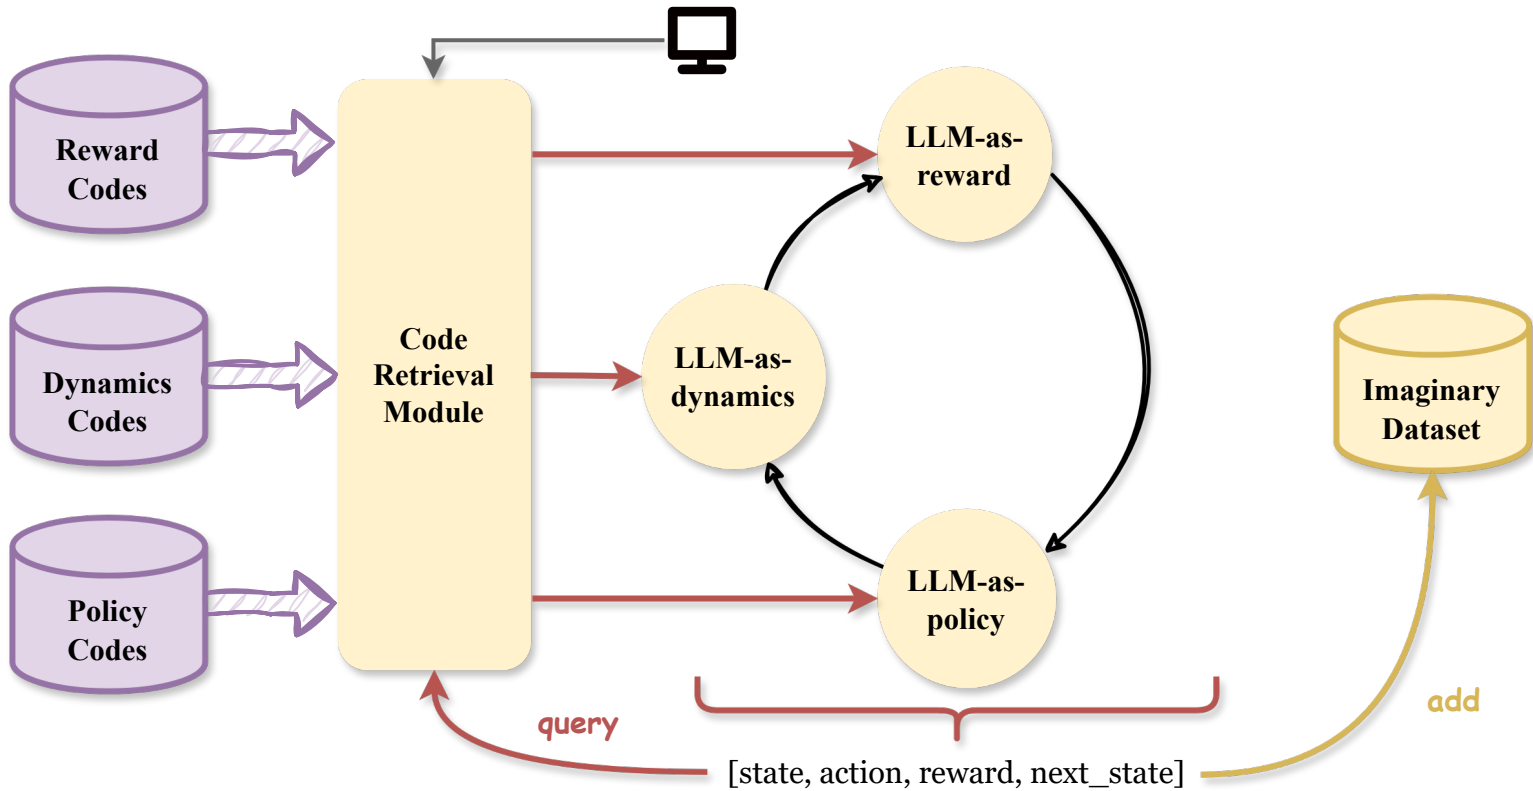 Reward
Codes
LLM-as-
reward
Dynamics
Codes
Code
Retrieval
Module
LLM-as-
dynamics
Imaginary
Dataset
Policy
Codes
LLM-as-
policy
query
add
[state, action, reward, next_state]